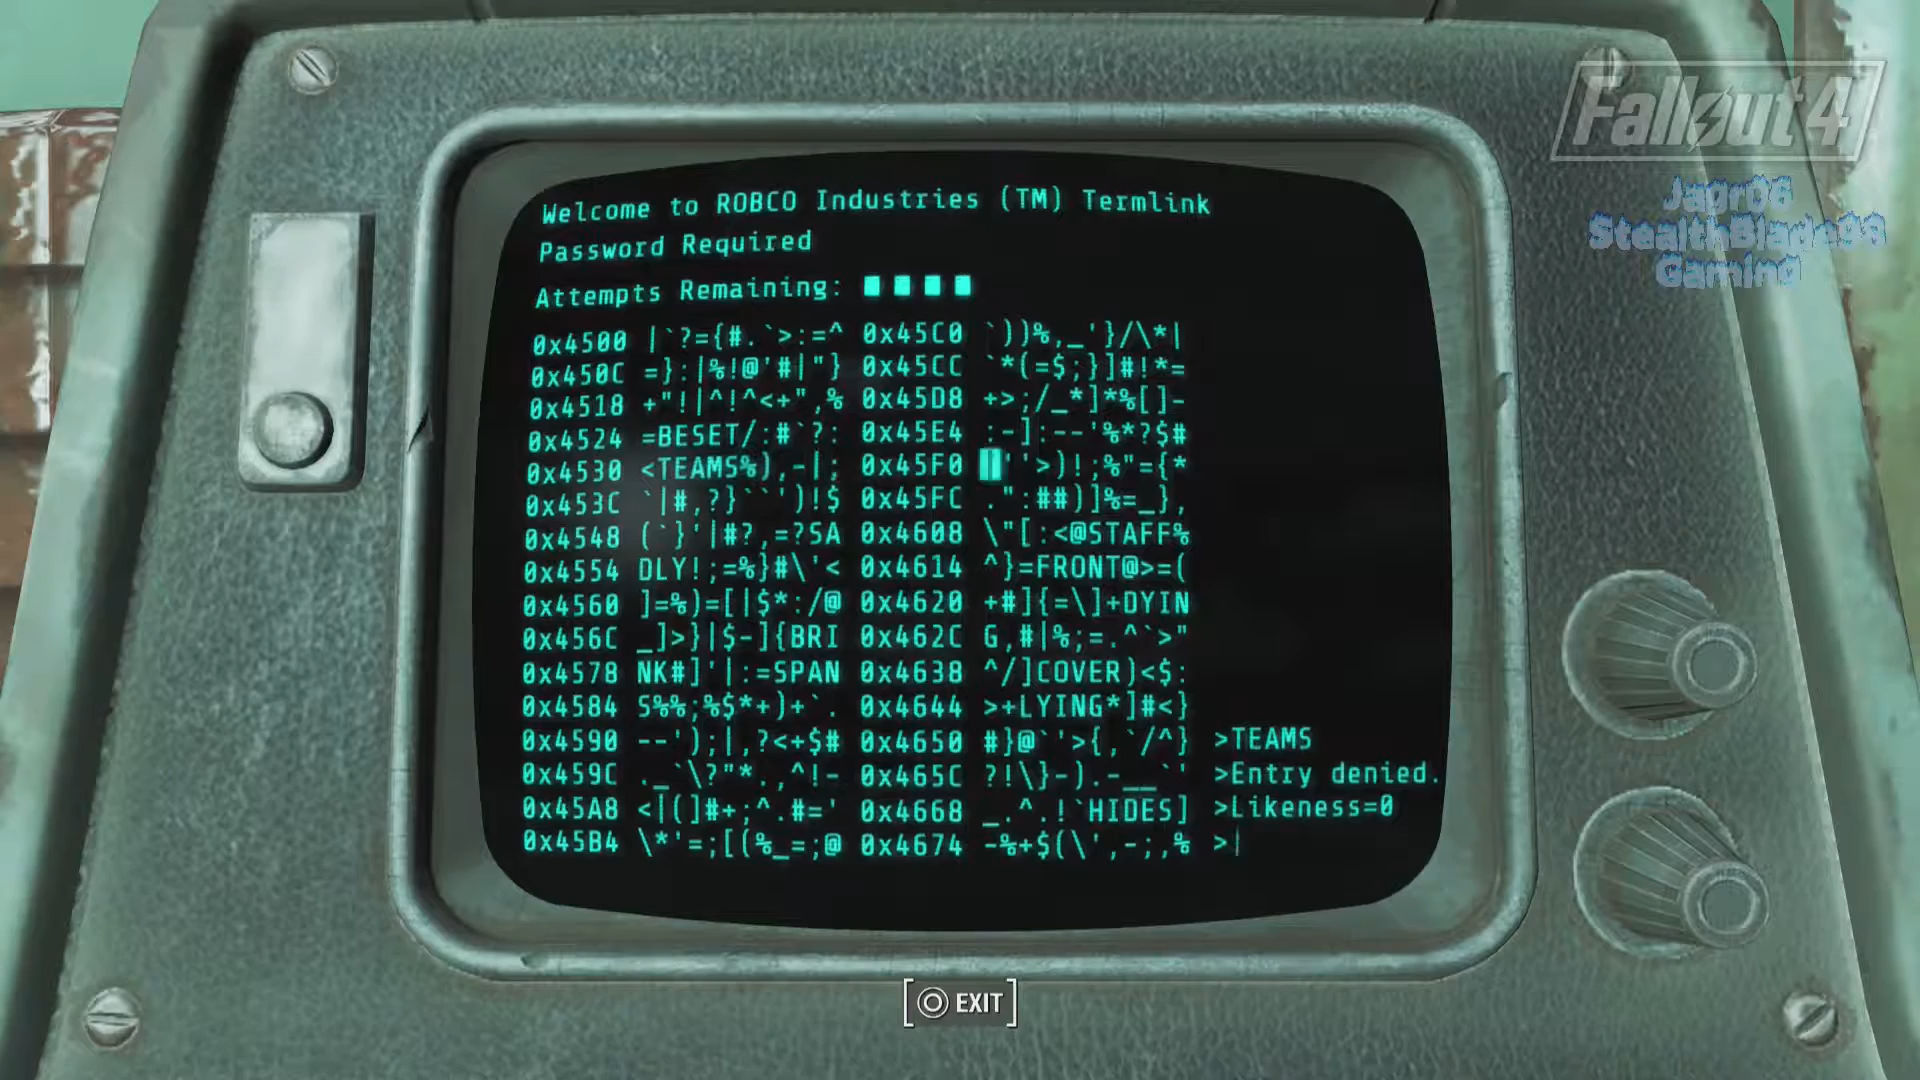 Fallout 4
Jagr06
StealthBlade98
Gaming
Welcome to ROBCO Industries (TM) Termlink
Password Required
Attempts Remaining: ■ ■ ■ ■
0x4500 |`?={#.`>:=^ 0x45C0 `))%,_'}/\*|
0x450C =}:|%!@'#|"} 0x45CC `*(=$;}]#!*=
0x4518 +"!|^!^<+",% 0x45D8 +>;/_*]*%[]-
0x4524 =BESET/:#`?: 0x45E4 :-]:--'%*?$#
0x4530 <TEAMS%),-|; 0x45F0 |''>)!;%"={*
0x453C `|#,?}``')!$ 0x45FC .":##)]%=_},
0x4548 (`}'|#?,=?SA 0x4608 \"[:<@STAFF%
0x4554 DLY!;=%}#\'< 0x4614 ^}=FRONT@>=(
0x4560 ]=%)=[|$*:/@ 0x4620 +#]{=\]+DYIN
0x456C _]>}|$-]{BRI 0x462C G,#|%;=.^`>"
0x4578 NK#]'|:=SPAN 0x4638 ^/]COVER)<$:
0x4584 S%%;%$*+)+`. 0x4644 >+LYING*]#<}
0x4590 --');|,?<+$# 0x4650 #}@`'>{,`/^} >TEAMS
0x459C ._`\?"*.,^!- 0x465C ?!\}-).-__`' >Entry denied.
0x45A8 <|(]#+;^.#=' 0x4668 _.^.!`HIDES] >Likeness=0
0x45B4 \*'=;[(%_=;@ 0x4674 -%+$(\',-;,% >|
EXIT